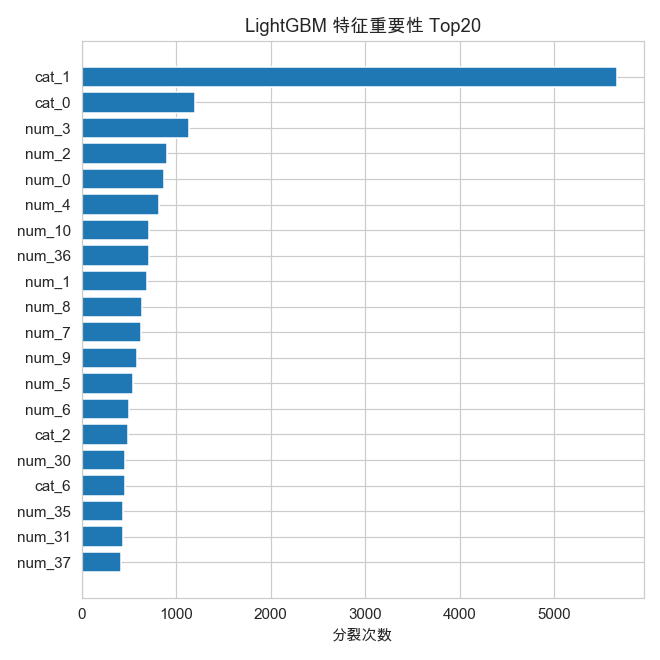 LightGBM 特征重要性 Top20
cat_1
cat_0
num_3
num_2
num_0
num_4
num_10
num_36
num_1
num_8
num_7
num_9
num_5
num_6
cat_2
num_30
cat_6
num_35
num_31
num_37
0 1000 2000 3000 4000 5000
分裂次数